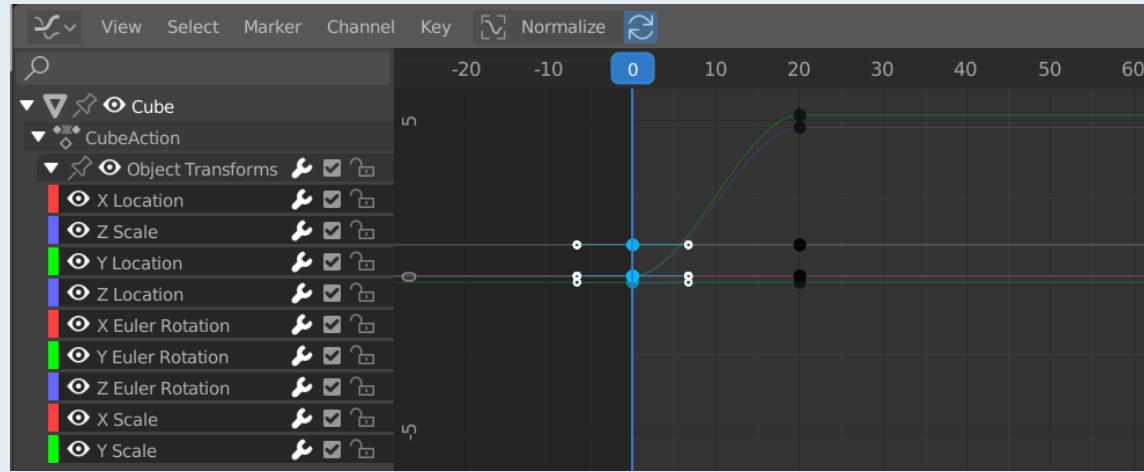 View Select Marker Channel Key Normalize
-20 -10 0 10 20 30 40 50 60
Cube
CubeAction
Object Transforms
X Location
Z Scale
Y Location
Z Location
X Euler Rotation
Y Euler Rotation
Z Euler Rotation
X Scale
Y Scale
5
0
-5